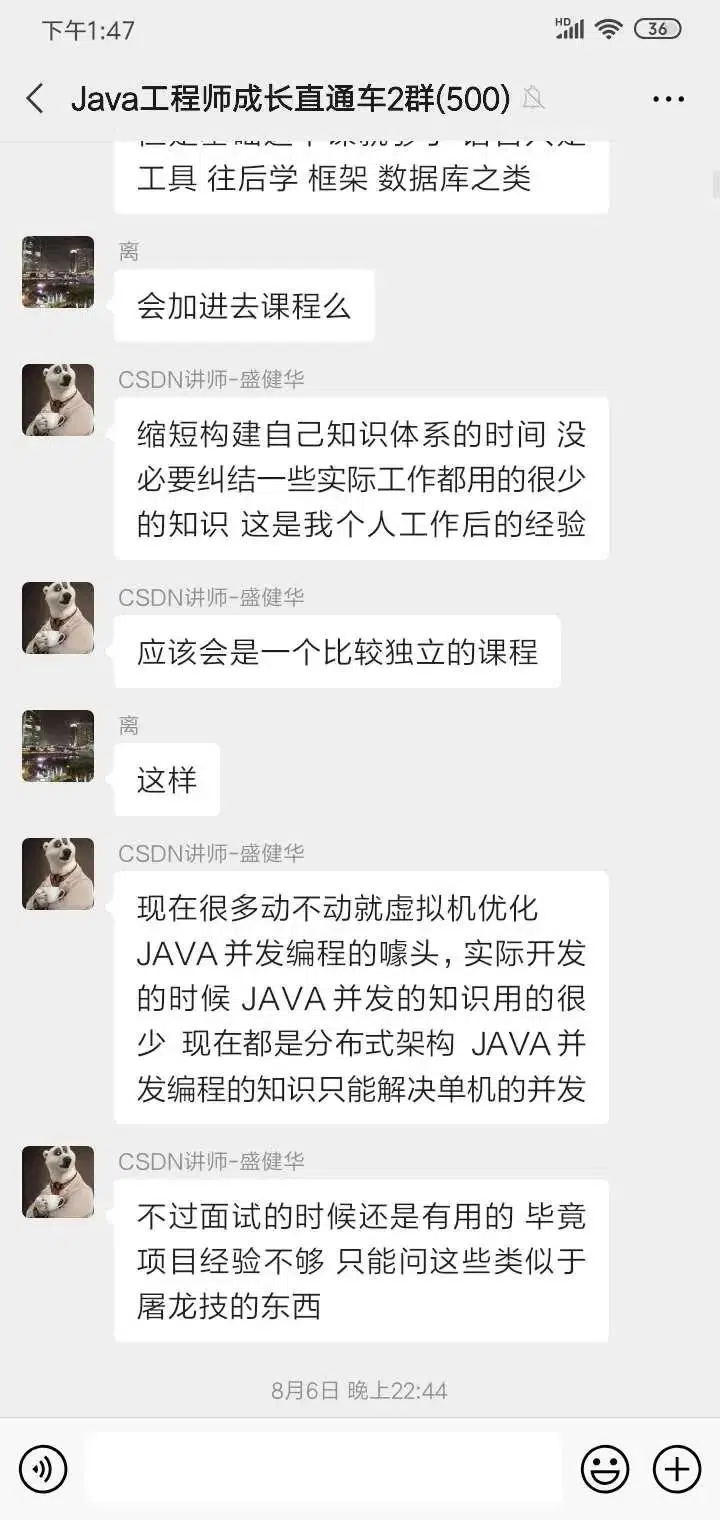 下午1:47
HD
36
Java工程师成长直通车2群(500)
工具 往后学 框架 数据库之类
离
会加进去课程么
CSDN讲师-盛健华
缩短构建自己知识体系的时间 没
必要纠结一些实际工作都用的很少
的知识 这是我个人工作后的经验
CSDN讲师-盛健华
应该会是一个比较独立的课程
离
这样
CSDN讲师-盛健华
现在很多动不动就虚拟机优化
JAVA并发编程的噱头，实际开发
的时候 JAVA并发的知识用的很
少 现在都是分布式架构 JAVA并
发编程的知识只能解决单机的并发
CSDN讲师-盛健华
不过面试的时候还是有用的 毕竟
项目经验不够 只能问这些类似于
屠龙技的东西
8月6日 晚上22:44